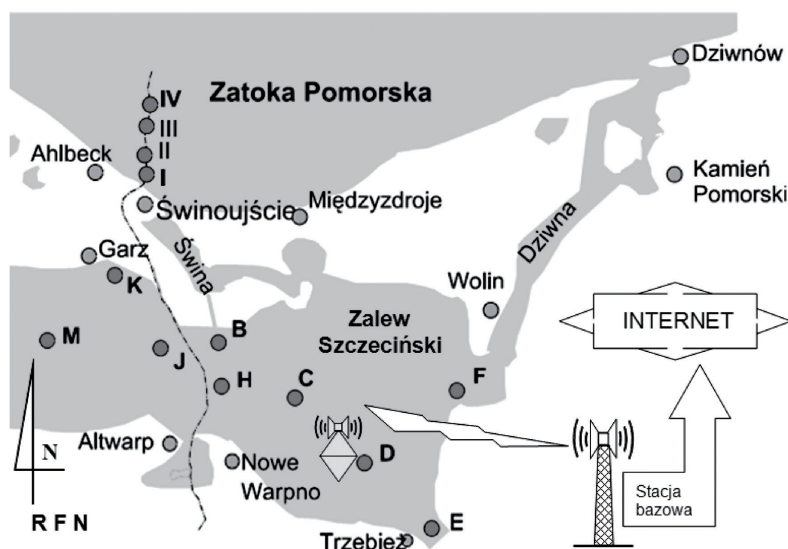 Dziwnów
IV
Zatoka Pomorska
III
II
Ahlbeck
I
Kamień
Pomorski
Świnoujście
Międzyzdroje
Dziwna
Garz
Świna
K
Wolin
INTERNET
Zalew
Szczeciński
M
B
J
H
C
F
Altwarp
N
Nowe
Warpno
D
Stacja
bazowa
R F N
E
Trzebież